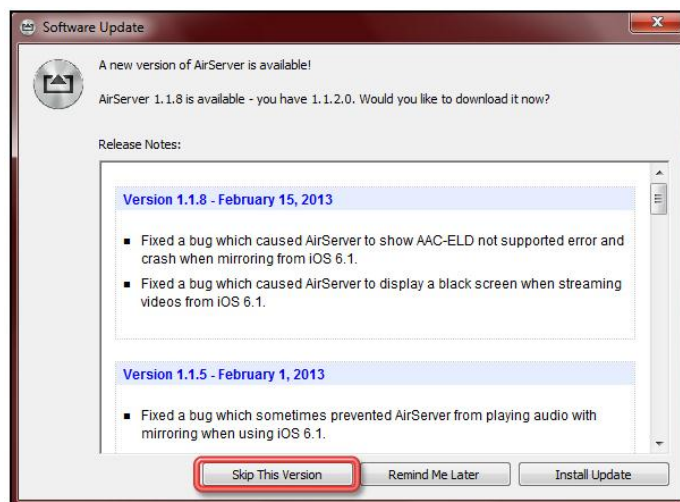 Software Update
A new version of AirServer is available!
AirServer 1.1.8 is available - you have 1.1.2.0. Would you like to download it now?
Release Notes:
Version 1.1.8 - February 15, 2013
■ Fixed a bug which caused AirServer to show AAC-ELD not supported error and
crash when mirroring from iOS 6.1.
■ Fixed a bug which caused AirServer to display a black screen when streaming
videos from iOS 6.1.
Version 1.1.5 - February 1, 2013
■ Fixed a bug which sometimes prevented AirServer from playing audio with
mirroring when using iOS 6.1.
Skip This Version Remind Me Later Install Update